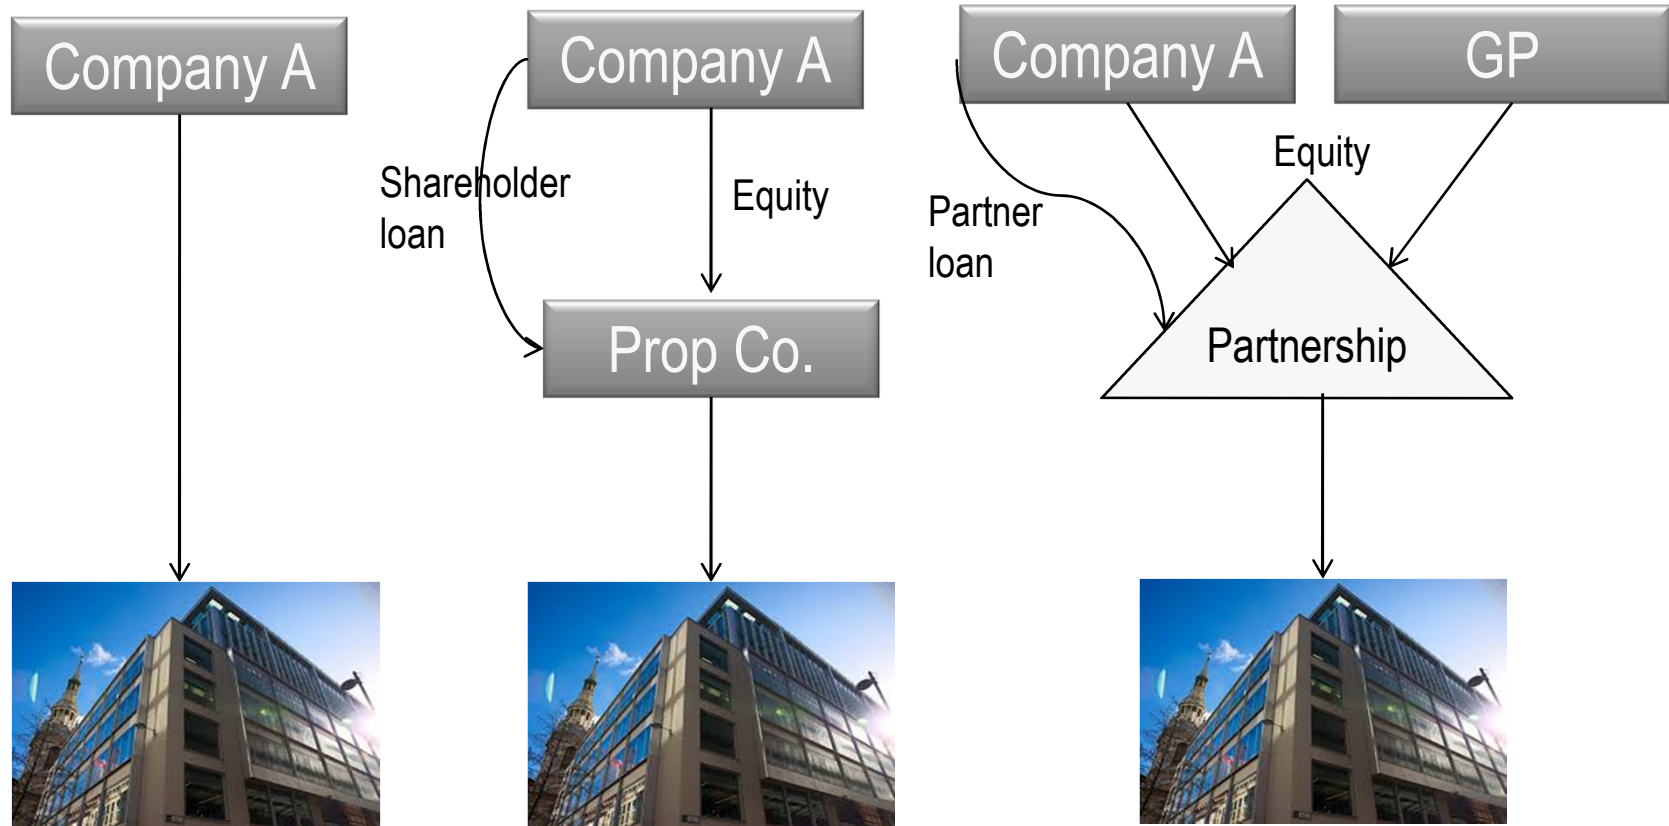 Company A
Company A
Shareholder
loan
Equity
Prop Co.
Company A
GP
Equity
Partner
loan
Partnership